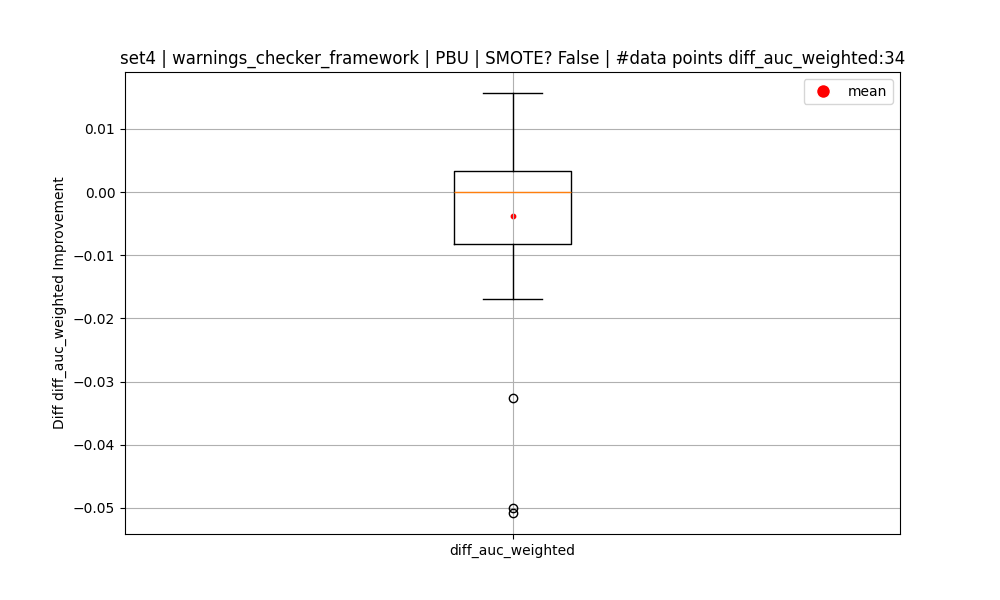 set4 | warnings_checker_framework | PBU | SMOTE? False | #data points diff_auc_weighted:34
mean
0.01
0.00
−0.01
−0.02
−0.03
−0.04
−0.05
Diff diff_auc_weighted Improvement
diff_auc_weighted